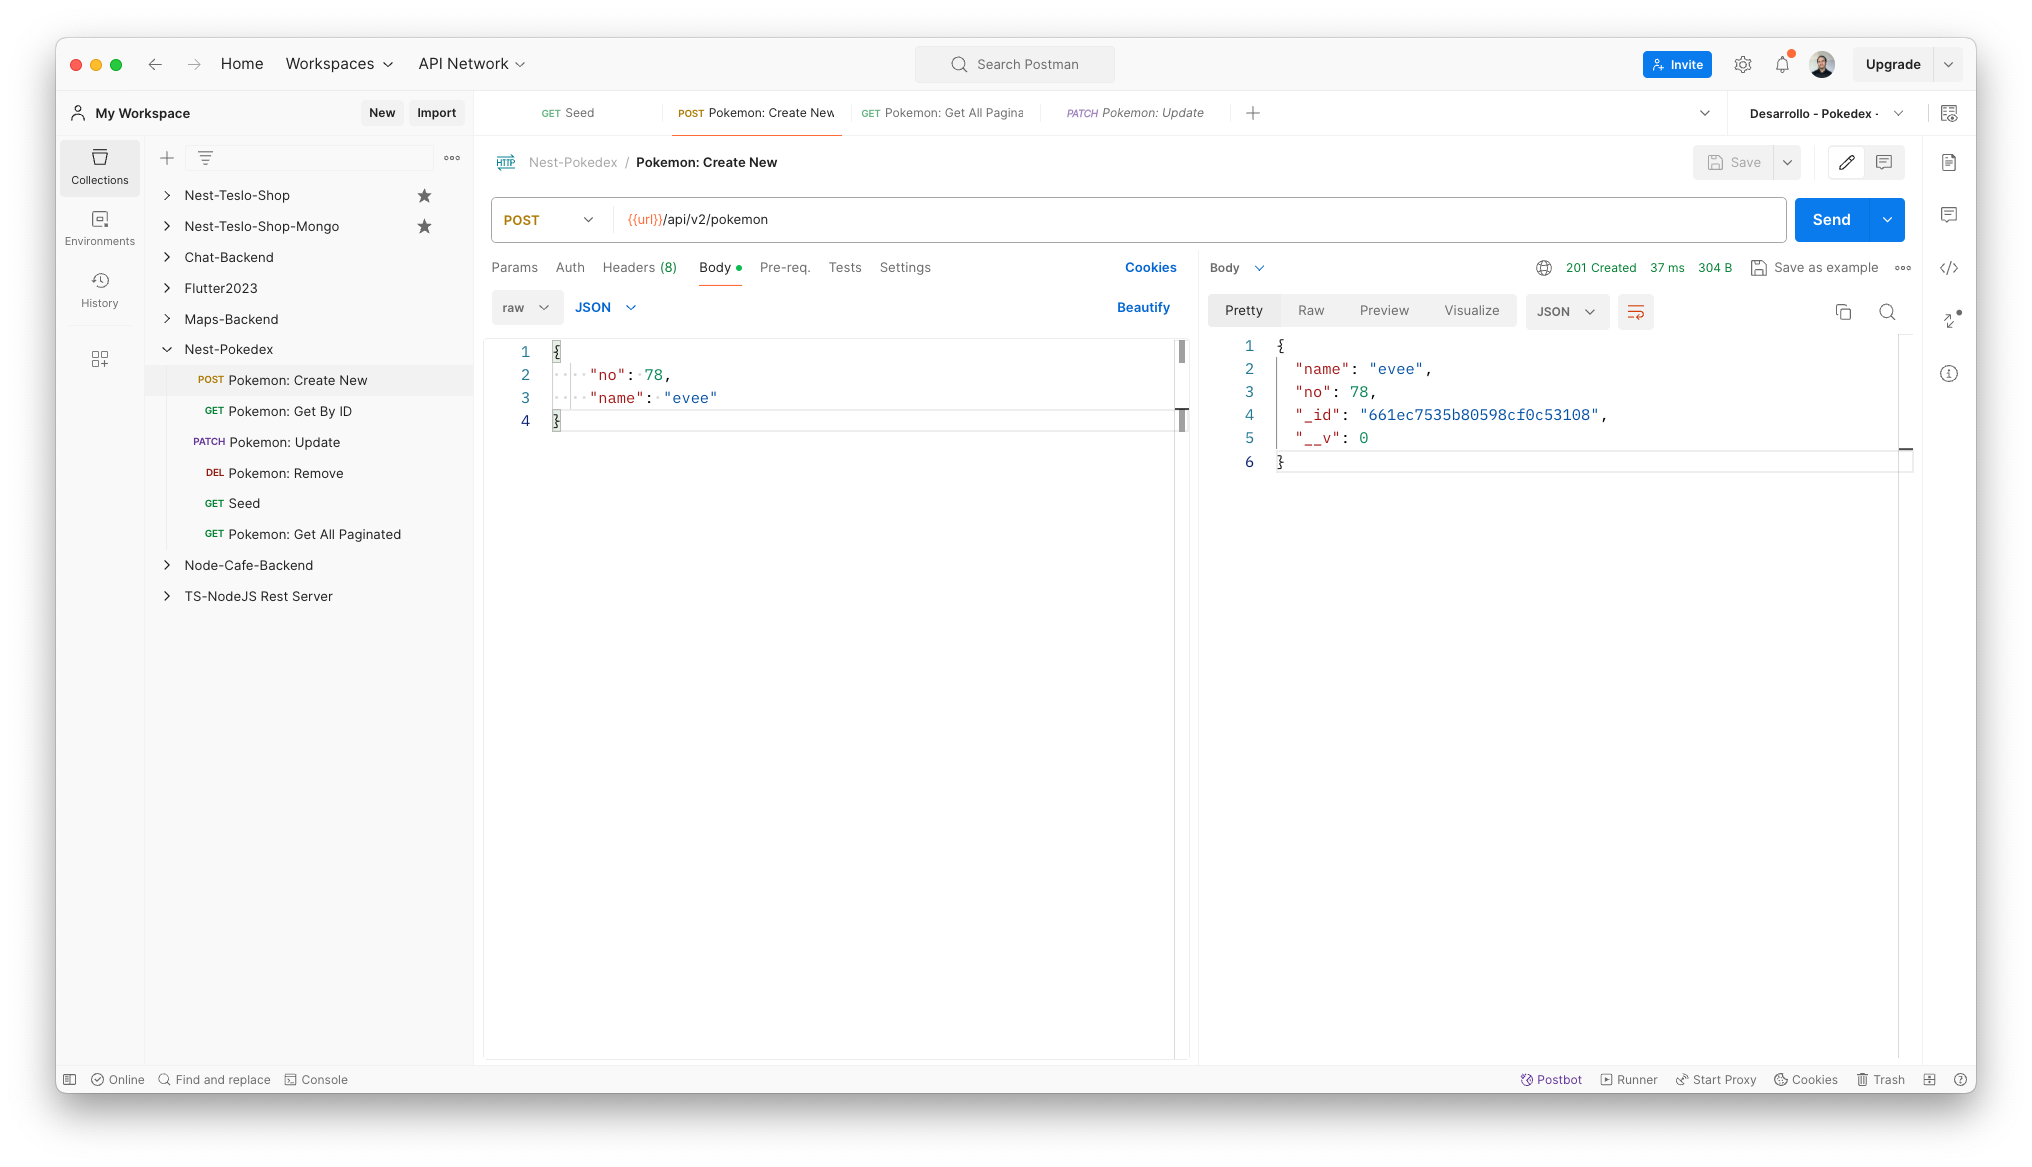 Home Workspaces API Network Search Postman Invite Upgrade
My Workspace New Import GET Seed POST Pokemon: Create New GET Pokemon: Get All Pagina PATCH Pokemon: Update Desarrollo - Pokedex -
Collections
Environments
History
Nest-Teslo-Shop
Nest-Teslo-Shop-Mongo
Chat-Backend
Flutter2023
Maps-Backend
Nest-Pokedex
POST Pokemon: Create New
GET Pokemon: Get By ID
PATCH Pokemon: Update
DEL Pokemon: Remove
GET Seed
GET Pokemon: Get All Paginated
Node-Cafe-Backend
TS-NodeJS Rest Server
HTTP Nest-Pokedex / Pokemon: Create New Save
POST {{url}}/api/v2/pokemon Send
Params Auth Headers (8) Body Pre-req. Tests Settings Cookies
raw JSON Beautify
1 {
2 "no": 78,
3 "name": "evee"
4 }
Body 201 Created 37 ms 304 B Save as example
Pretty Raw Preview Visualize JSON
1 {
2 "name": "evee",
3 "no": 78,
4 "_id": "661ec7535b80598cf0c53108",
5 "__v": 0
6 }
Online Find and replace Console Postbot Runner Start Proxy Cookies Trash